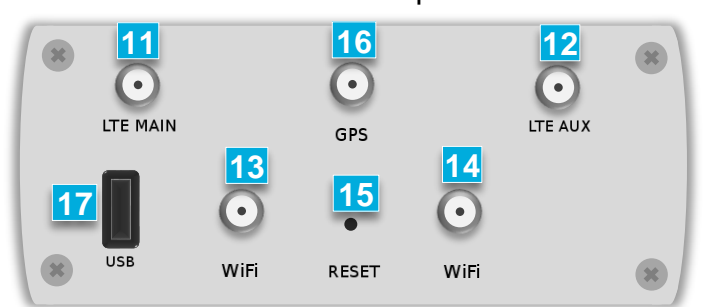 11
16
12
LTE MAIN
GPS
LTE AUX
13
14
15
17
USB
WiFi
RESET
WiFi